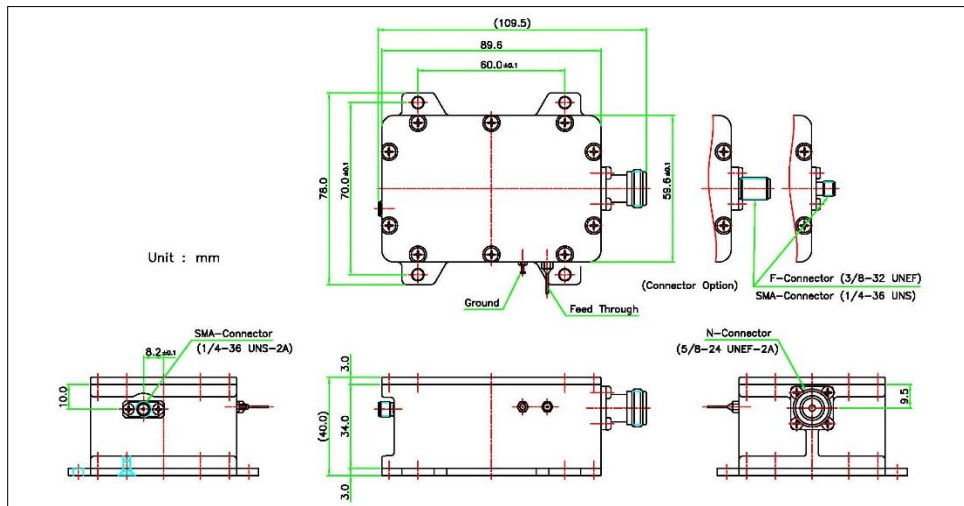 (109.5)
89.6
60.0±0.1
78.0
70.0±0.1
59.6±0.1
Unit : mm
(Connector Option)
F-Connector (3/8-32 UNEF)
SMA-Connector (1/4-36 UNS)
Ground
Feed Through
SMA-Connector
(1/4-36 UNS-2A)
8.2±0.1
10.0
3.0
(40.0)
34.0
3.0
N-Connector
(5/8-24 UNEF-2A)
9.5